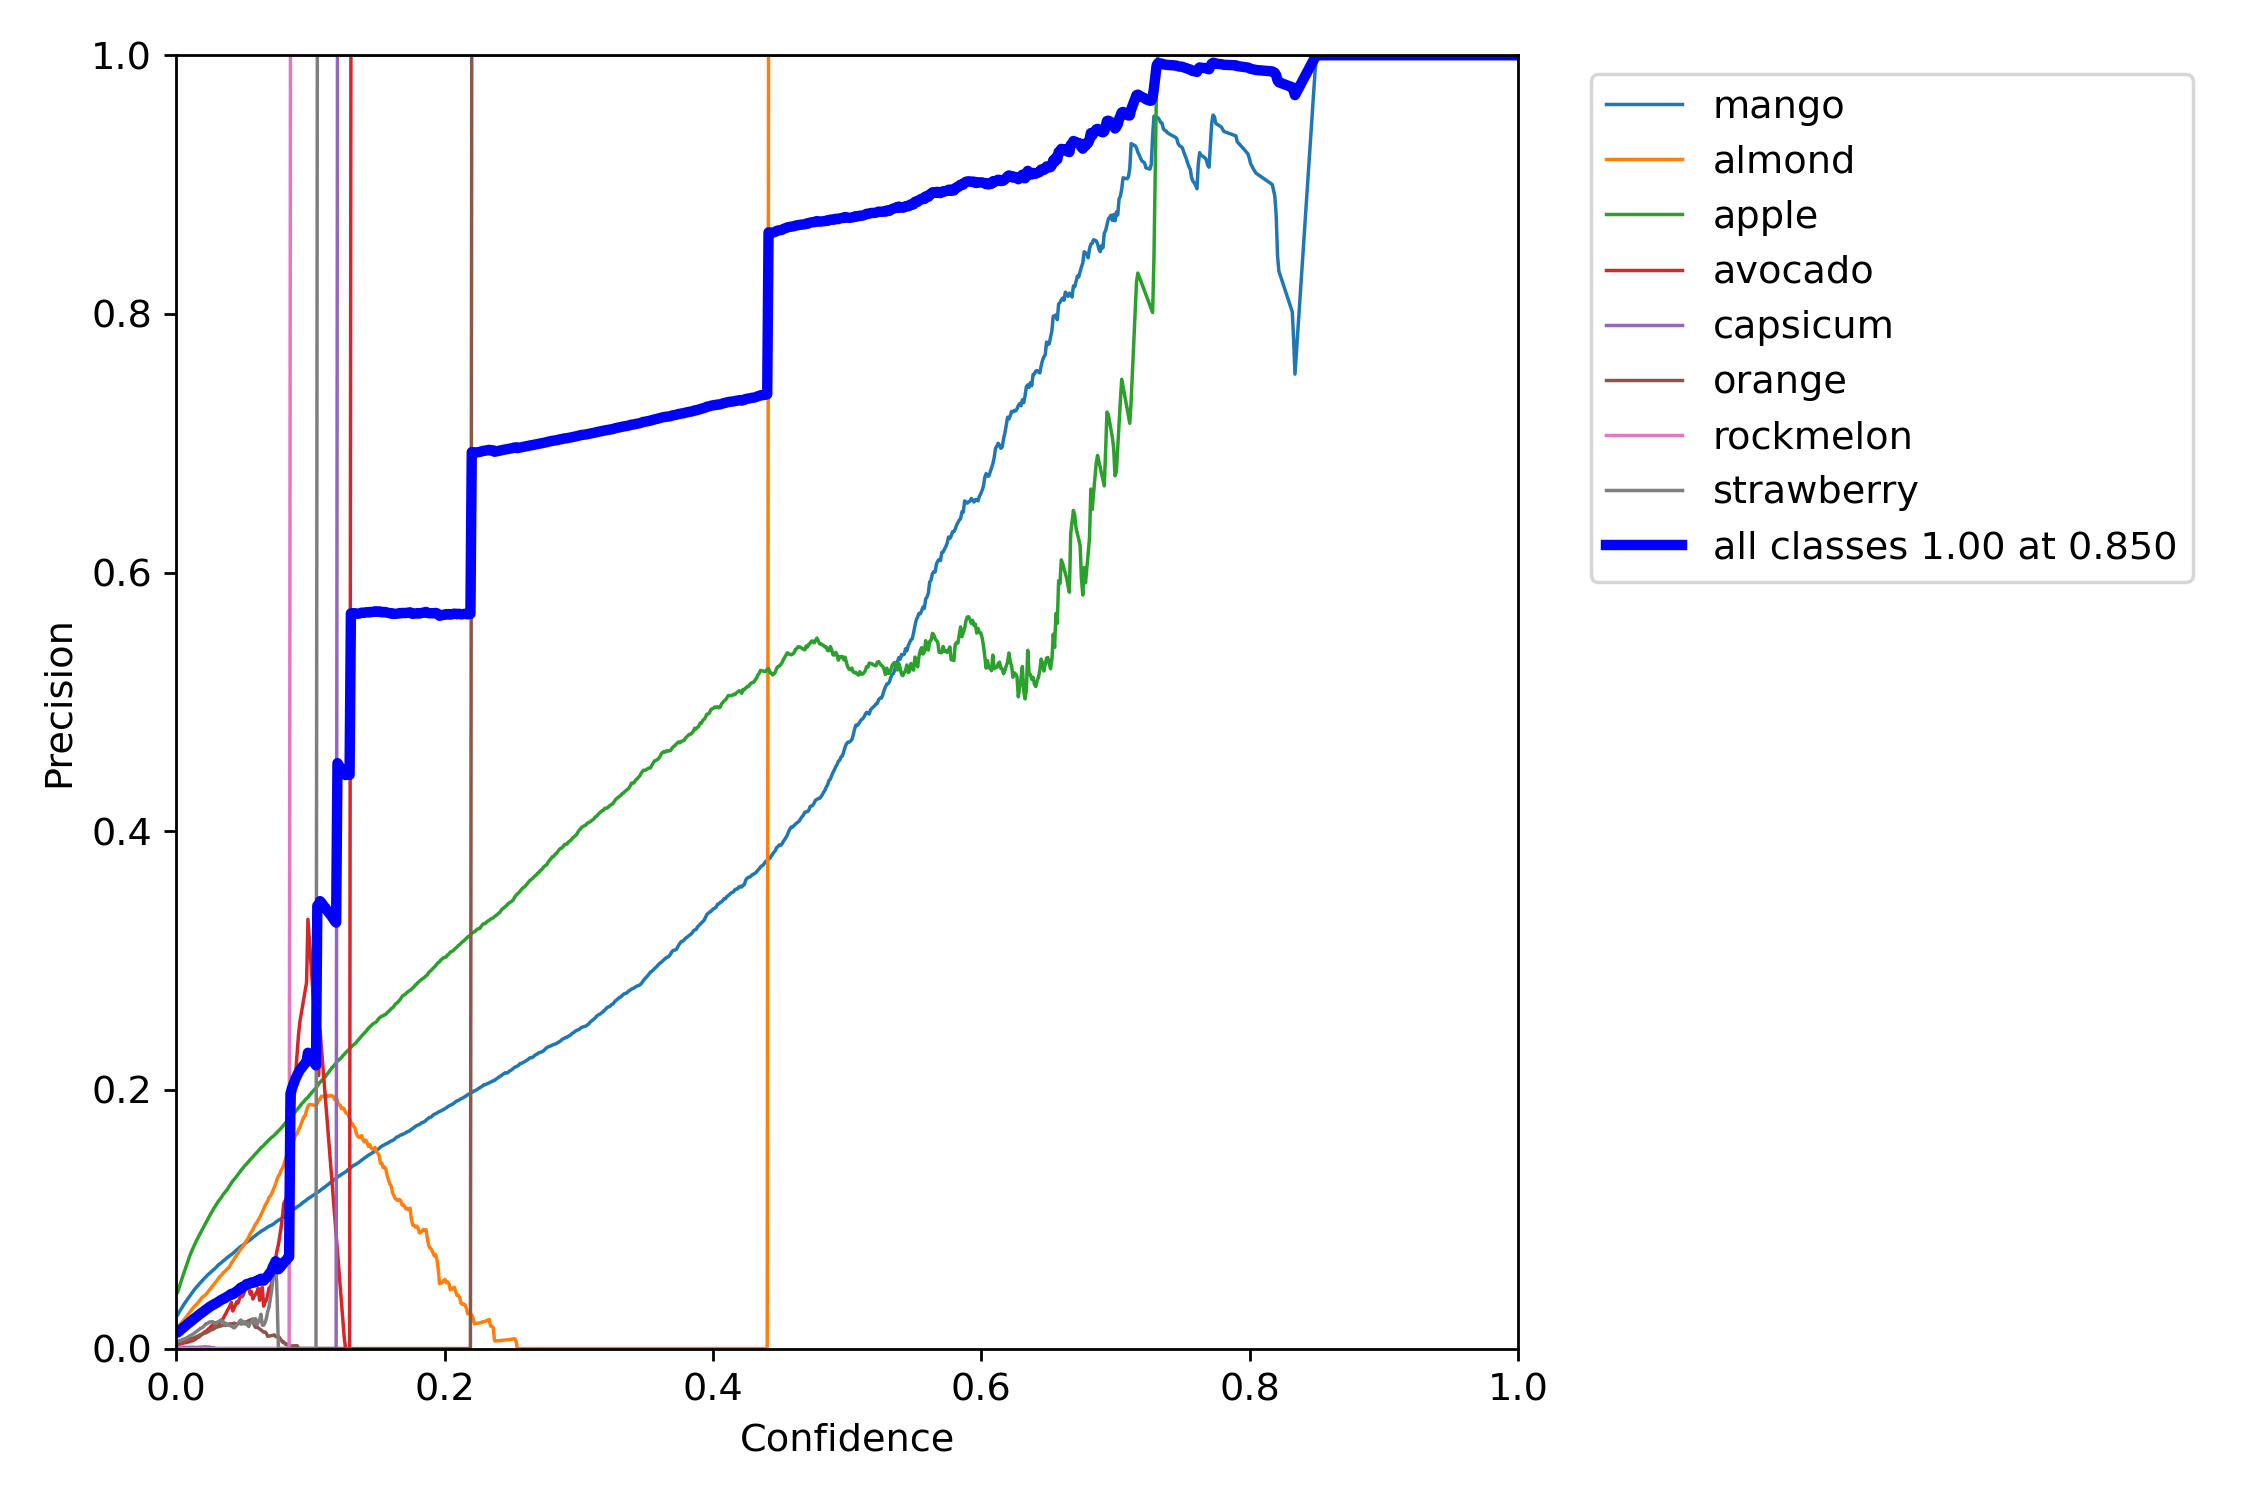 1.0
0.8
0.6
0.4
0.2
0.0
Precision
0.0 0.2 0.4 0.6 0.8 1.0
Confidence
mango
almond
apple
avocado
capsicum
orange
rockmelon
strawberry
all classes 1.00 at 0.850